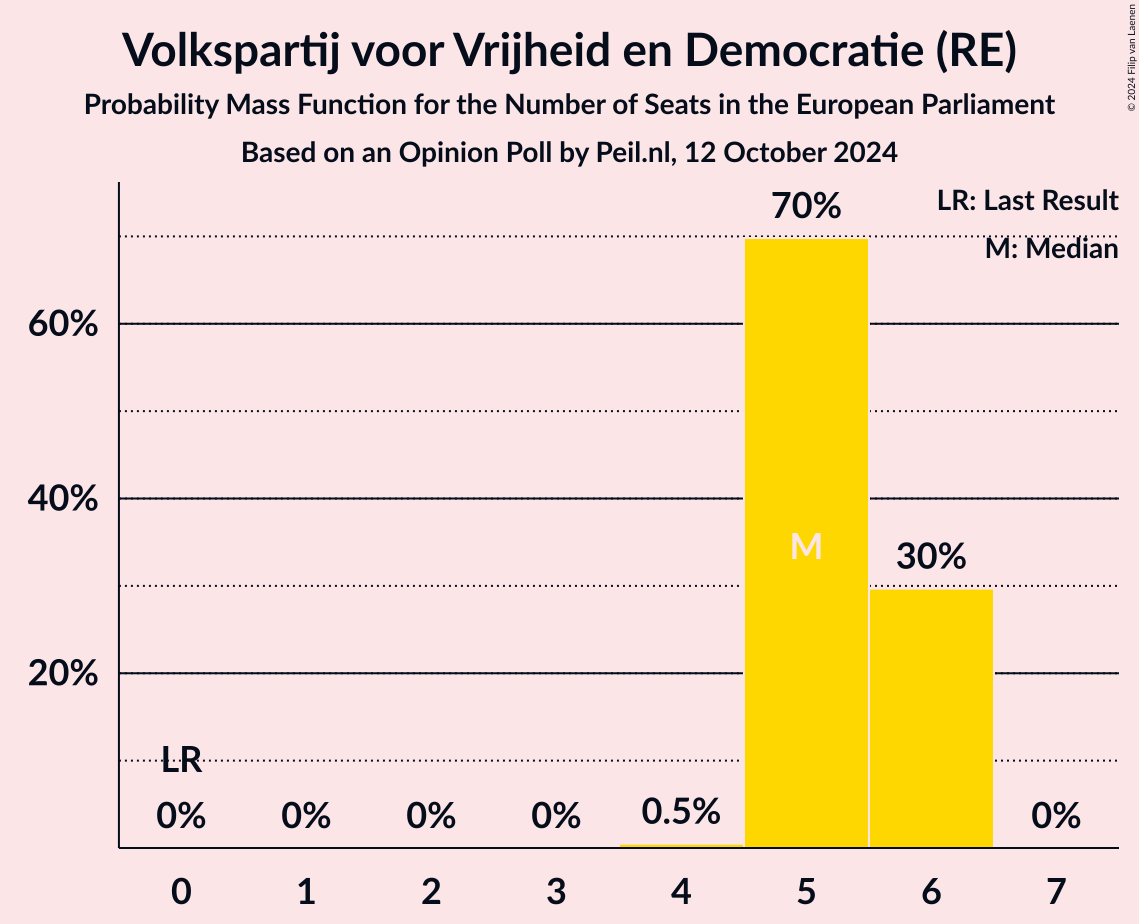 Volkspartij voor Vrijheid en Democratie (RE)
Probability Mass Function for the Number of Seats in the European Parliament
Based on an Opinion Poll by Peil.nl, 12 October 2024
© 2024 Filip van Laenen
LR: Last Result
M: Median
70%
60%
40%
M
30%
20%
LR
0% 0% 0% 0% 0.5% 0%
0 1 2 3 4 5 6 7